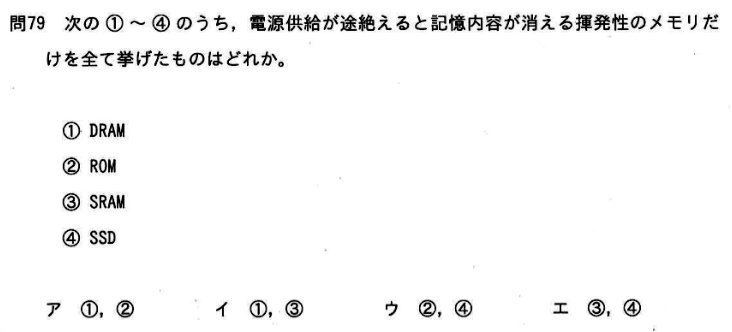 問79 次の①～④のうち，電源供給が途絶えると記憶内容が消える揮発性のメモリだ
けを全て挙げたものはどれか。
① DRAM
② ROM
③ SRAM
④ SSD
ア ①，② イ ①，③ ウ ②，④ エ ③，④